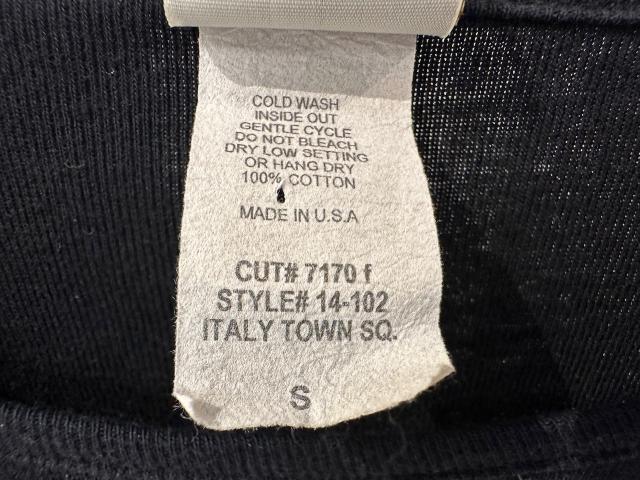 COLD WASH
INSIDE OUT
GENTLE CYCLE
DO NOT BLEACH
DRY LOW SETTING
OR HANG DRY
100% COTTON
MADE IN U.S.A
CUT# 7170 f
STYLE# 14-102
ITALY TOWN SQ.
S